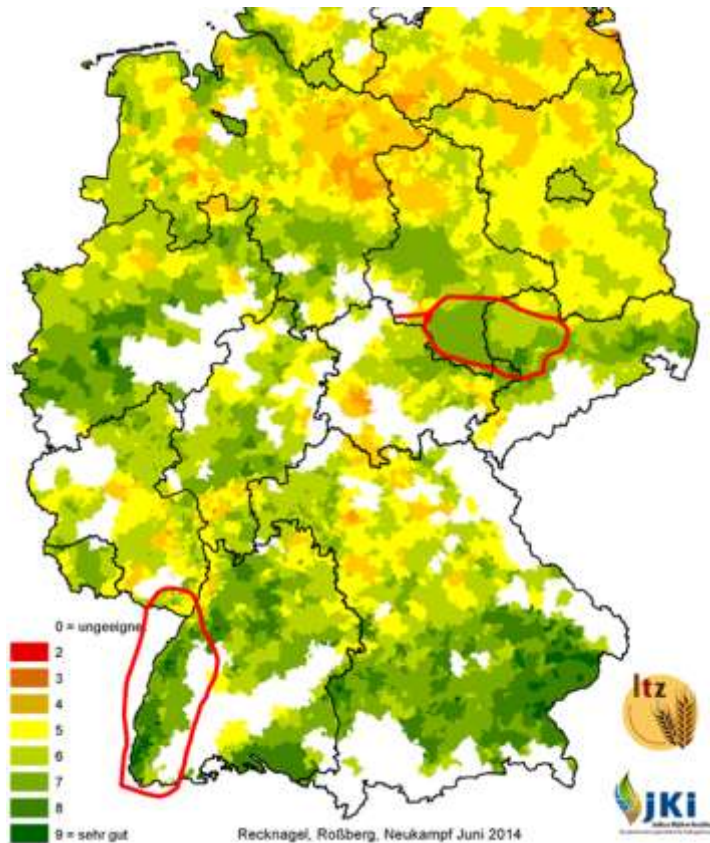 0 = ungeeigne
2
3
4
5
6
7
8
9 = sehr gut
ltz
jKi
Recknagel, Roßberg, Neukampf Juni 2014